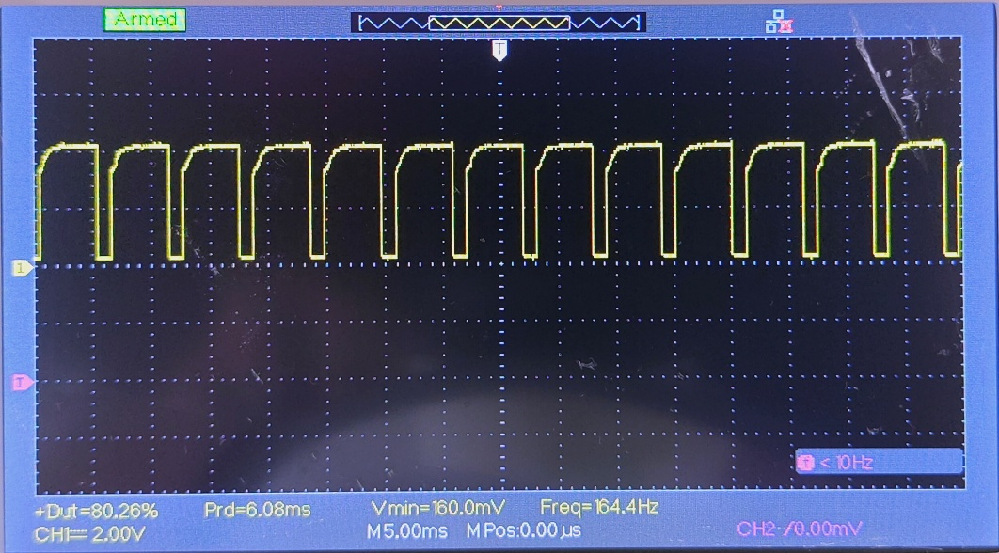 Armed
T
T
1
T
T < 10Hz
+Dut=80.26% Prd=6.08ms Vmin=160.0mV Freq=164.4Hz
CH1 2.00V M5.00ms MPos:0.00µs CH2 /0.00mV